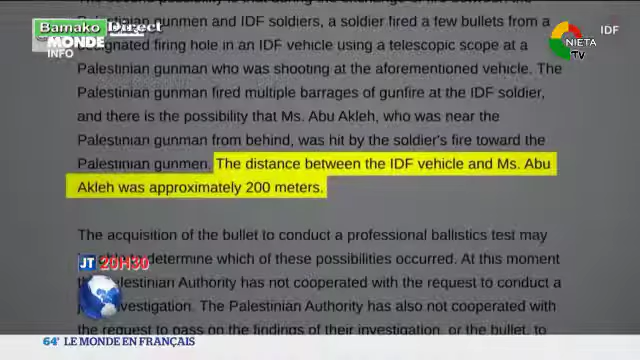 Bamako Direct
MONDE
INFO
IDF
NIETA
TV
Palestinian gunmen and IDF soldiers, a soldier fired a few bullets from a
designated firing hole in an IDF vehicle using a telescopic scope at a
Palestinian gunman who was shooting at the aforementioned vehicle. The
Palestinian gunman fired multiple barrages of gunfire at the IDF soldier,
and there is the possibility that Ms. Abu Akleh, who was near the
Palestinian gunman from behind, was hit by the soldier's fire toward the
Palestinian gunmen. The distance between the IDF vehicle and Ms. Abu
Akleh was approximately 200 meters.
The acquisition of the bullet to conduct a professional ballistics test may
determine which of these possibilities occurred. At this moment
the Palestinian Authority has not cooperated with the request to conduct a
investigation. The Palestinian Authority has also not cooperated with
the request to pass on the findings of their investigation, or the bullet, to
JT 20H30
64' LE MONDE EN FRANÇAIS